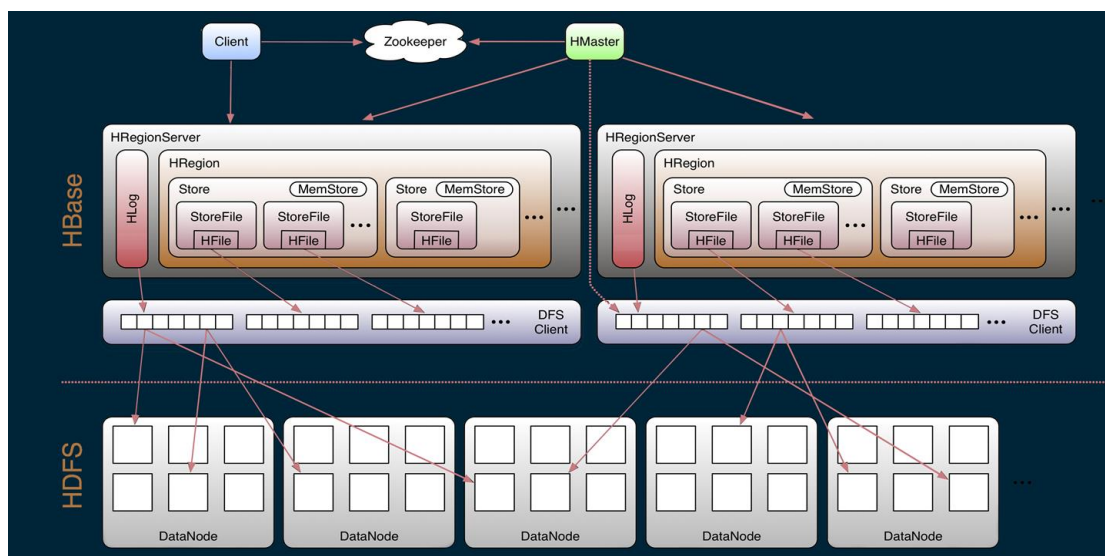 Client
Zookeeper
HMaster
HBase
HRegionServer
HLog
HRegion
Store
MemStore
StoreFile
HFile
StoreFile
HFile
...
Store
MemStore
StoreFile
HFile
...
...
HRegionServer
HLog
HRegion
Store
MemStore
StoreFile
HFile
StoreFile
HFile
...
Store
MemStore
StoreFile
HFile
...
...
...
...
DFS
Client
...
DFS
Client
HDFS
DataNode
DataNode
DataNode
DataNode
DataNode
...